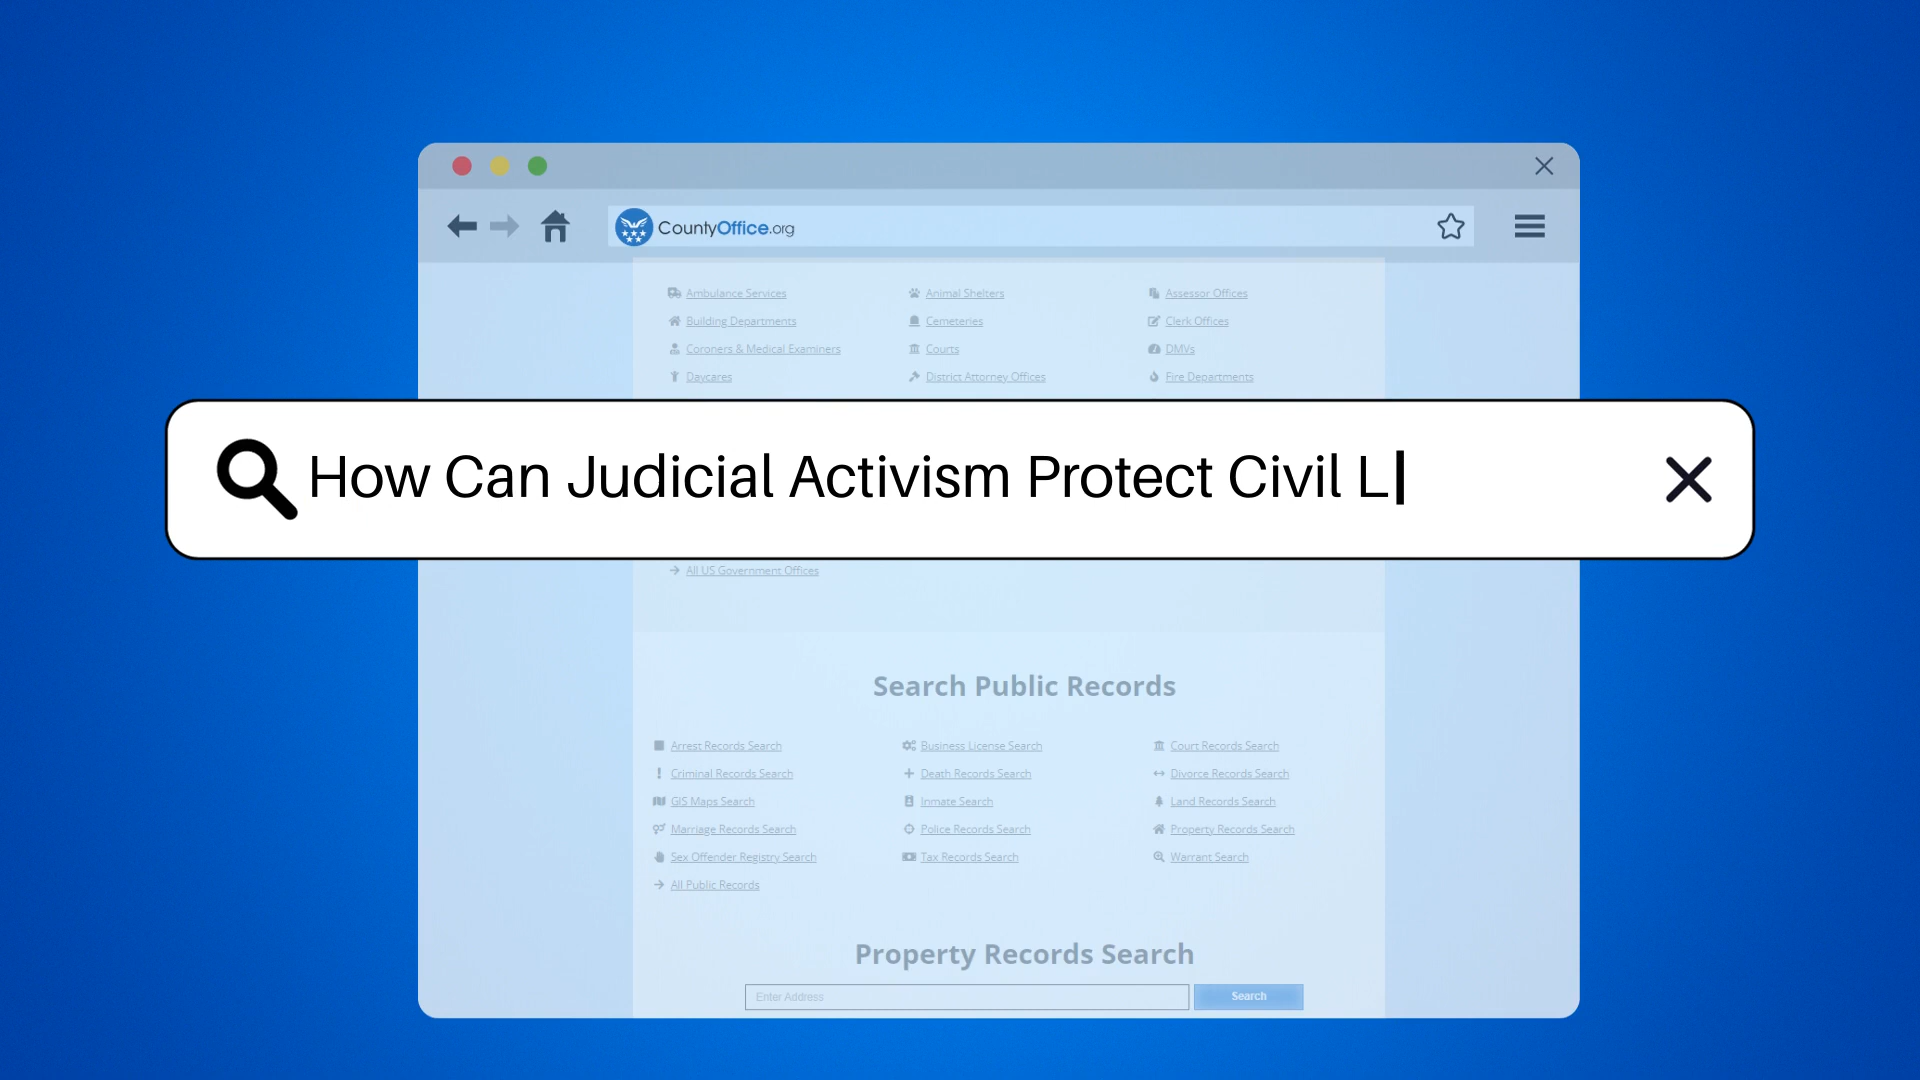 CountyOffice.org
Ambulance Services Animal Shelters Assessor Offices
Building Departments Cemeteries Clerk Offices
Coroners & Medical Examiners Courts DMVs
Daycares District Attorney Offices Fire Departments
How Can Judicial Activism Protect Civil L
All US Government Offices
Search Public Records
Arrest Records Search Business License Search Court Records Search
Criminal Records Search Death Records Search Divorce Records Search
GIS Maps Search Inmate Search Land Records Search
Marriage Records Search Police Records Search Property Records Search
Sex Offender Registry Search Tax Records Search Warrant Search
All Public Records
Property Records Search
Enter Address Search